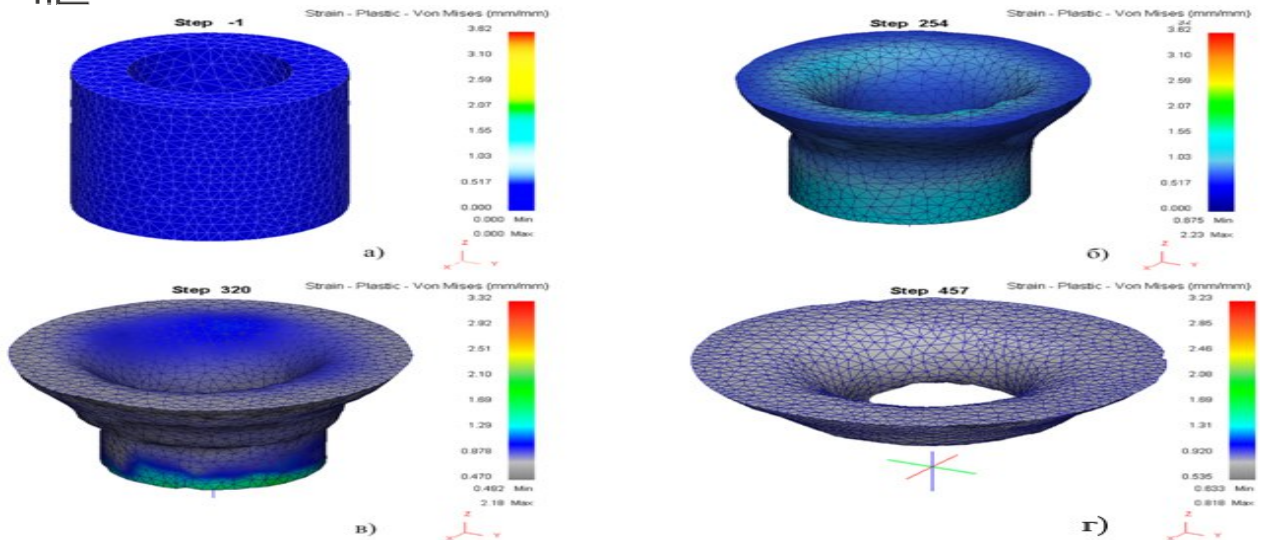 Step -1
Strain - Plastic - Von Mises (mm/mm)
3.62
3.10
2.59
2.07
1.55
1.03
0.517
0.000
0.000 Min
0.000 Max
Z
X Y
а)
Step 254
Strain - Plastic - Von Mises (mm/mm)
3.62
3.10
2.59
2.07
1.55
1.03
0.517
0.000
0.875 Min
2.23 Max
Z
X Y
б)
Step 320
Strain - Plastic - Von Mises (mm/mm)
3.32
2.92
2.51
2.10
1.69
1.29
0.878
0.470
0.482 Min
2.18 Max
Z
X Y
в)
Step 457
Strain - Plastic - Von Mises (mm/mm)
3.23
2.85
2.46
2.08
1.69
1.31
0.920
0.535
0.633 Min
0.818 Max
Z
X Y
г)